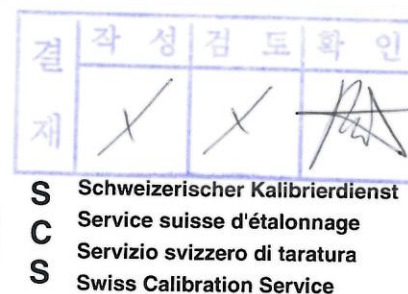 결 작 성 검 토 확 인
재
S Schweizerischer Kalibrierdienst
C Service suisse d'étalonnage
Servizio svizzero di taratura
S Swiss Calibration Service